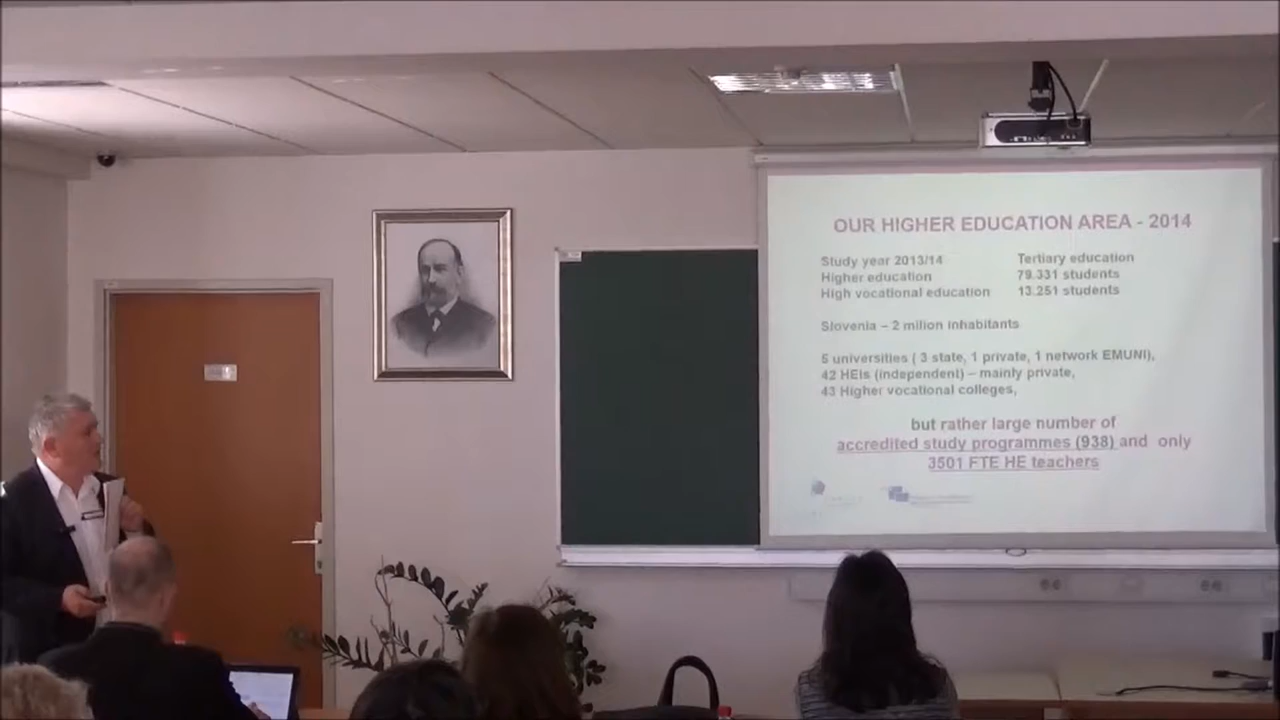 OUR HIGHER EDUCATION AREA - 2014
Study year 2013/14 Tertiary education
Higher education 79.331 students
High vocational education 13.251 students
Slovenia – 2 milion inhabitants
5 universities ( 3 state, 1 private, 1 network EMUNI),
42 HEIs (independent) – mainly private,
43 Higher vocational colleges,
but rather large number of
accredited study programmes (938) and only
3501 FTE HE teachers